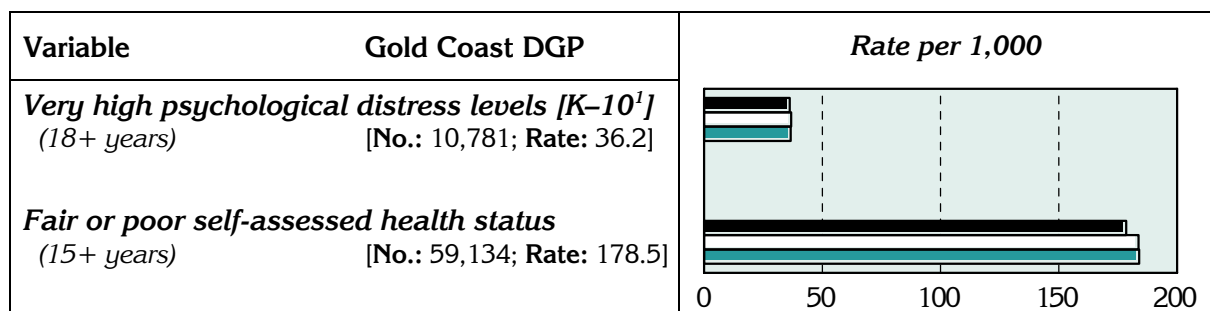 Variable Gold Coast DGP Rate per 1,000
Very high psychological distress levels [K–10¹]
(18+ years) [No.: 10,781; Rate: 36.2]
Fair or poor self-assessed health status
(15+ years) [No.: 59,134; Rate: 178.5]
0 50 100 150 200